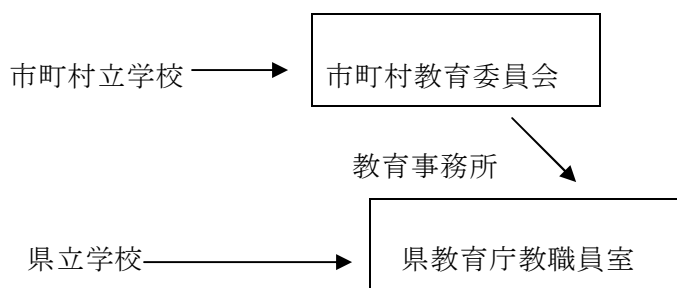 市町村立学校
市町村教育委員会
教育事務所
県立学校
県教育庁教職員室